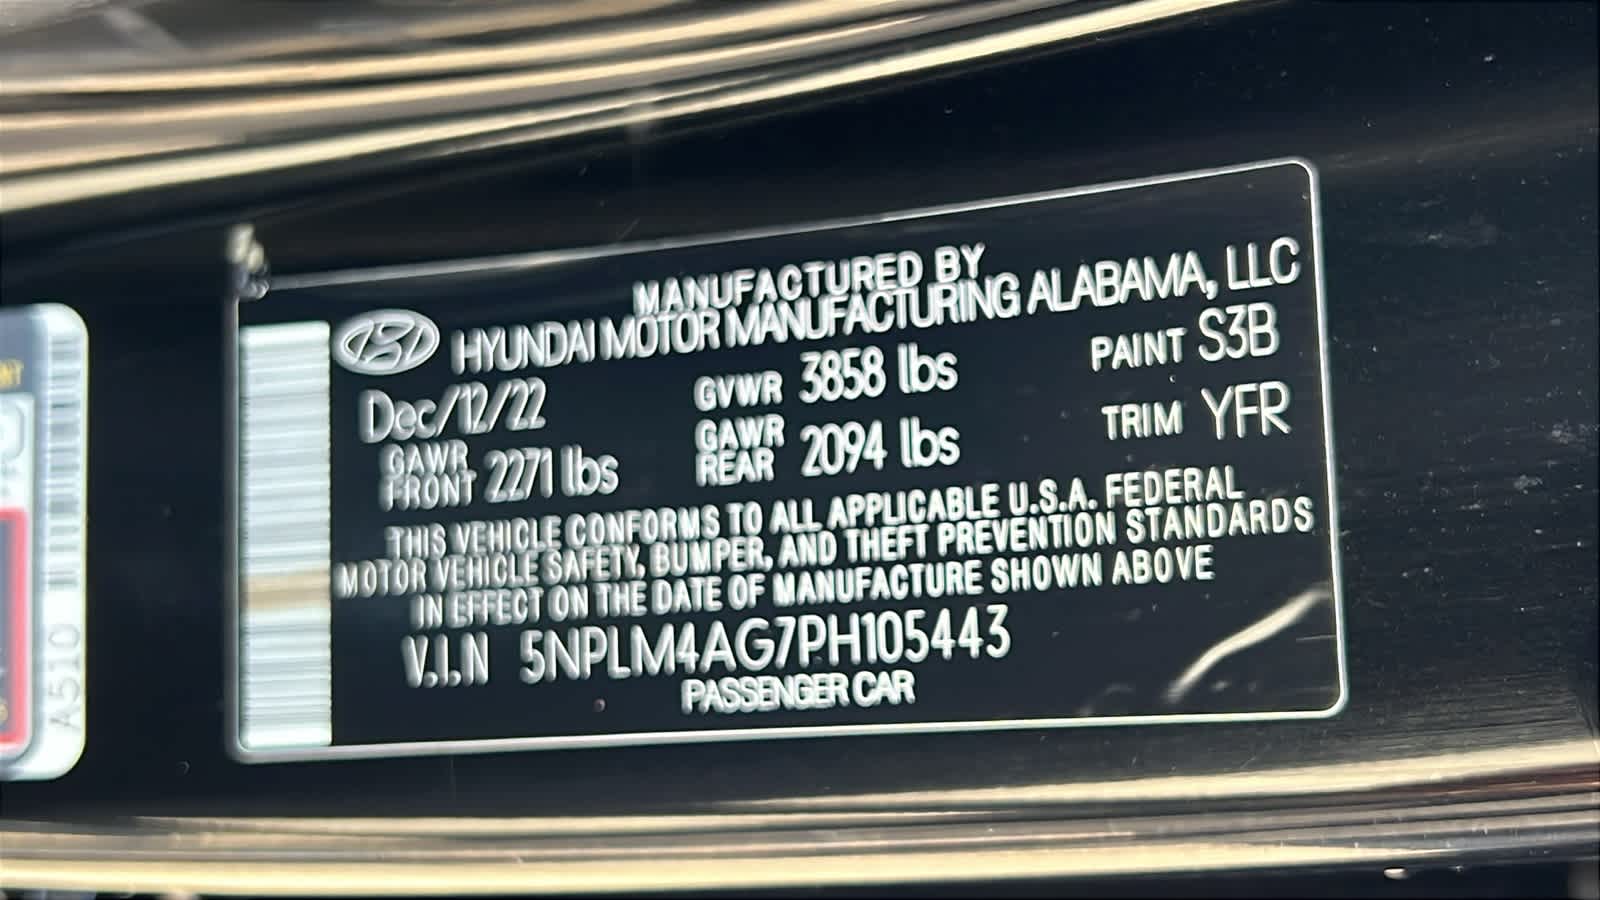 MANUFACTURED BY
HYUNDAI MOTOR MANUFACTURING ALABAMA, LLC
Dec/12/22 GVWR 3858 lbs PAINT S3B
GAWR FRONT 2271 lbs GAWR REAR 2094 lbs TRIM YFR
THIS VEHICLE CONFORMS TO ALL APPLICABLE U.S.A. FEDERAL
MOTOR VEHICLE SAFETY, BUMPER, AND THEFT PREVENTION STANDARDS
IN EFFECT ON THE DATE OF MANUFACTURE SHOWN ABOVE
V.I.N 5NPLM4AG7PH105443
PASSENGER CAR
A510